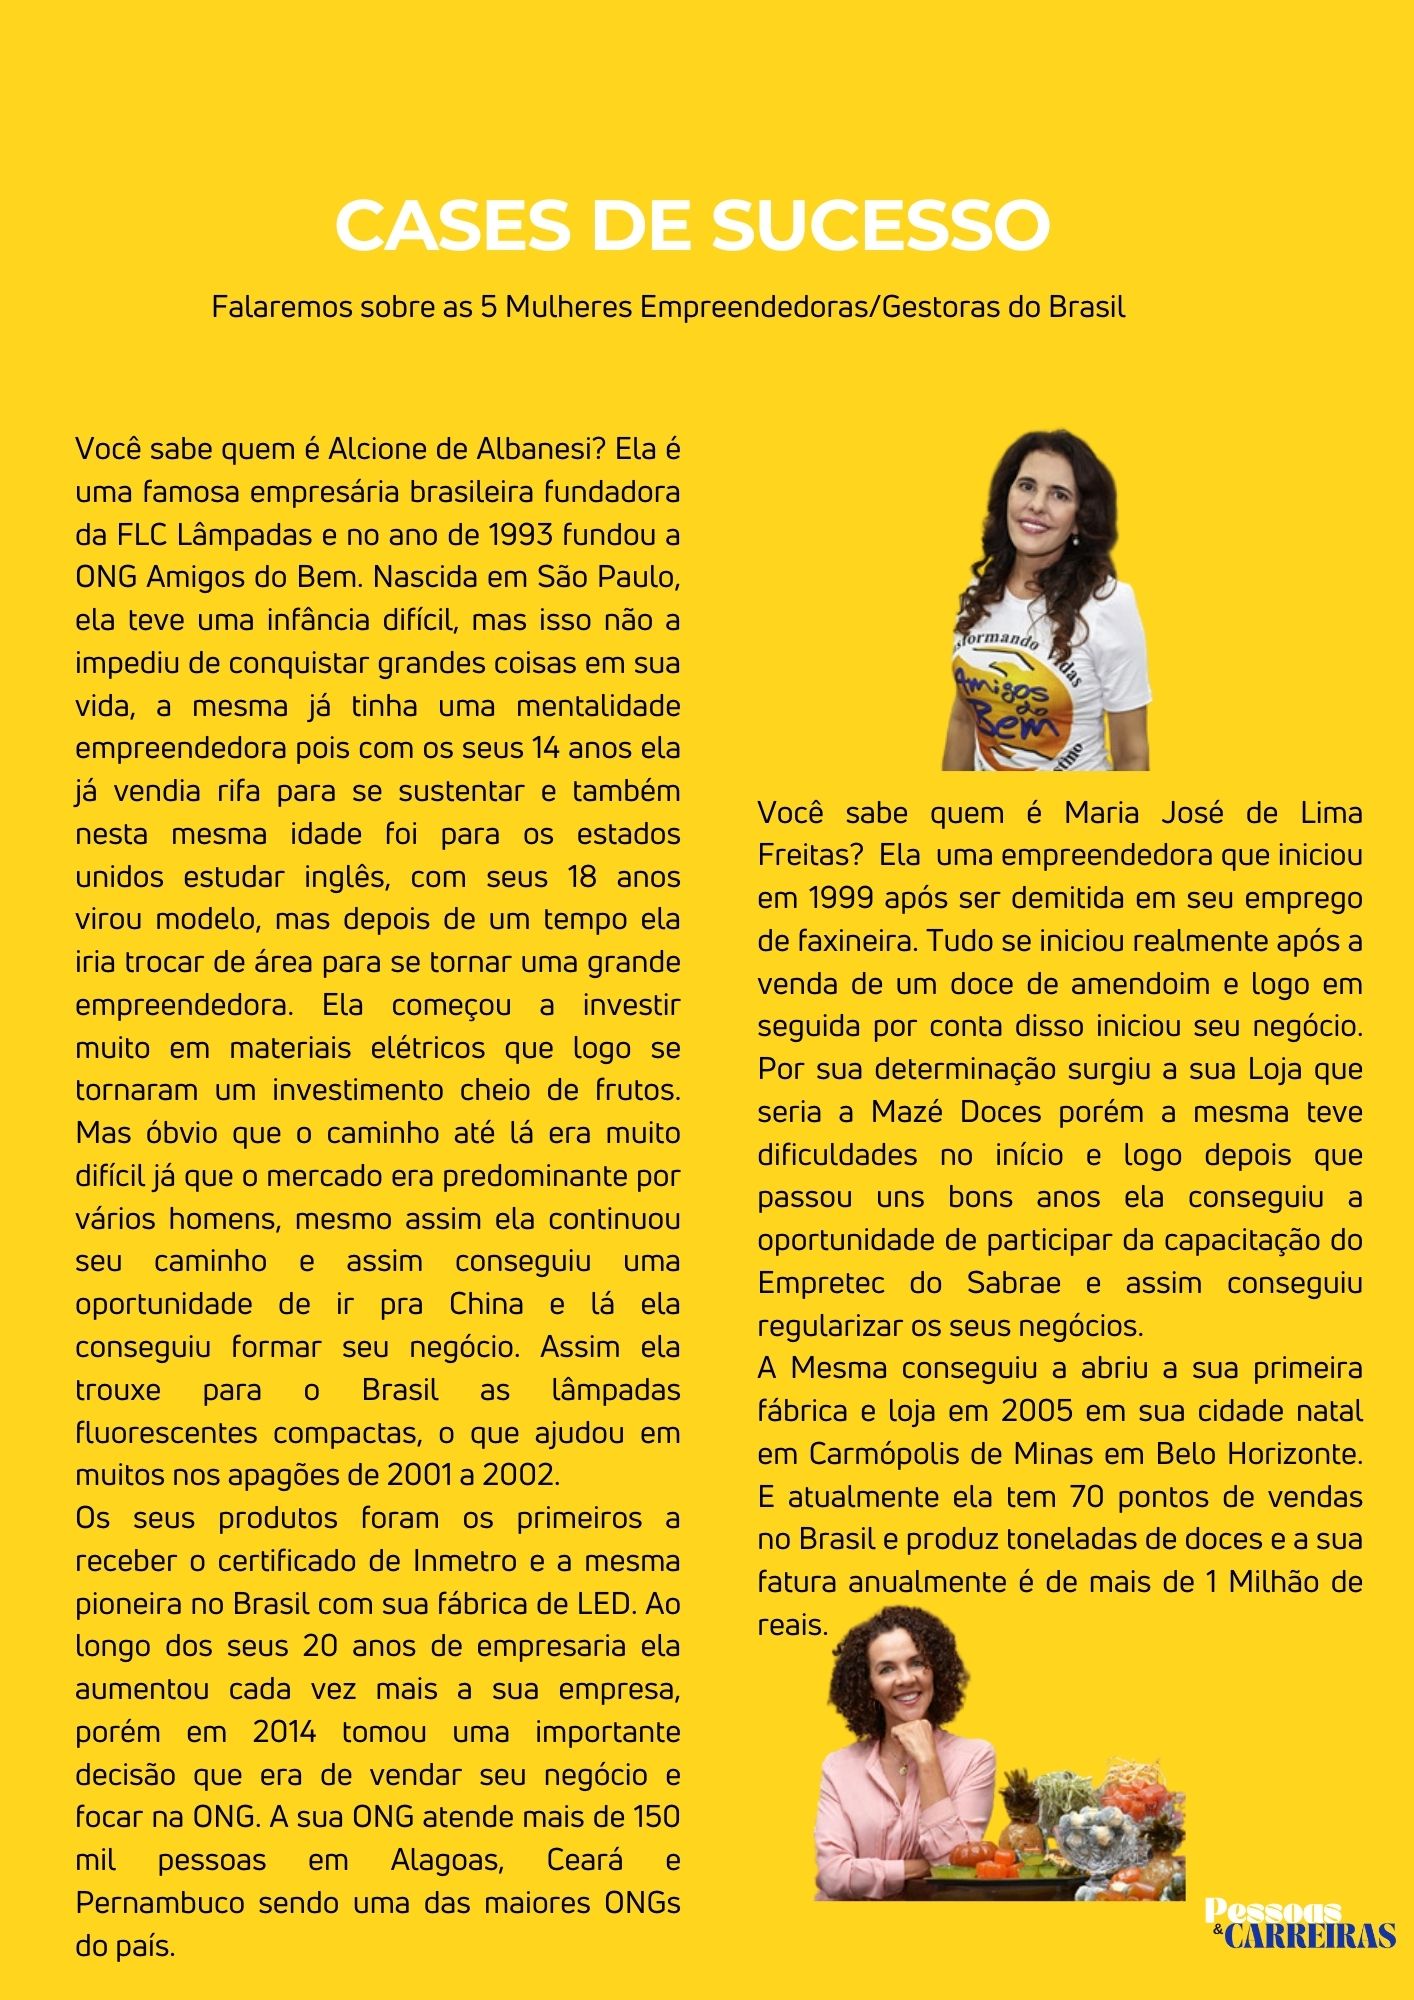 CASES DE SUCESSO
Falaremos sobre as 5 Mulheres Empreendedoras/Gestoras do Brasil
Você sabe quem é Alcione de Albanesi? Ela é
uma famosa empresária brasileira fundadora
da FLC Lâmpadas e no ano de 1993 fundou a
ONG Amigos do Bem. Nascida em São Paulo,
ela teve uma infância difícil, mas isso não a
impediu de conquistar grandes coisas em sua
vida, a mesma já tinha uma mentalidade
empreendedora pois com os seus 14 anos ela
já vendia rifa para se sustentar e também
nesta mesma idade foi para os estados
unidos estudar inglês, com seus 18 anos
virou modelo, mas depois de um tempo ela
iria trocar de área para se tornar uma grande
empreendedora. Ela começou a investir
muito em materiais elétricos que logo se
tornaram um investimento cheio de frutos.
Mas óbvio que o caminho até lá era muito
difícil já que o mercado era predominante por
vários homens, mesmo assim ela continuou
seu caminho e assim conseguiu uma
oportunidade de ir pra China e lá ela
conseguiu formar seu negócio. Assim ela
trouxe para o Brasil as lâmpadas
fluorescentes compactas, o que ajudou em
muitos nos apagões de 2001 a 2002.
Os seus produtos foram os primeiros a
receber o certificado de Inmetro e a mesma
pioneira no Brasil com sua fábrica de LED. Ao
longo dos seus 20 anos de empresaria ela
aumentou cada vez mais a sua empresa,
porém em 2014 tomou uma importante
decisão que era de vendar seu negócio e
focar na ONG. A sua ONG atende mais de 150
mil pessoas em Alagoas, Ceará e
Pernambuco sendo uma das maiores ONGs
do país.
Vidas
Amigos
do
Bem
Você sabe quem é Maria José de Lima
Freitas? Ela uma empreendedora que iniciou
em 1999 após ser demitida em seu emprego
de faxineira. Tudo se iniciou realmente após a
venda de um doce de amendoim e logo em
seguida por conta disso iniciou seu negócio.
Por sua determinação surgiu a sua Loja que
seria a Mazé Doces porém a mesma teve
dificuldades no início e logo depois que
passou uns bons anos ela conseguiu a
oportunidade de participar da capacitação do
Empretec do Sabrae e assim conseguiu
regularizar os seus negócios.
A Mesma conseguiu a abriu a sua primeira
fábrica e loja em 2005 em sua cidade natal
em Carmópolis de Minas em Belo Horizonte.
E atualmente ela tem 70 pontos de vendas
no Brasil e produz toneladas de doces e a sua
fatura anualmente é de mais de 1 Milhão de
reais.
Pessoas
&CARREIRAS